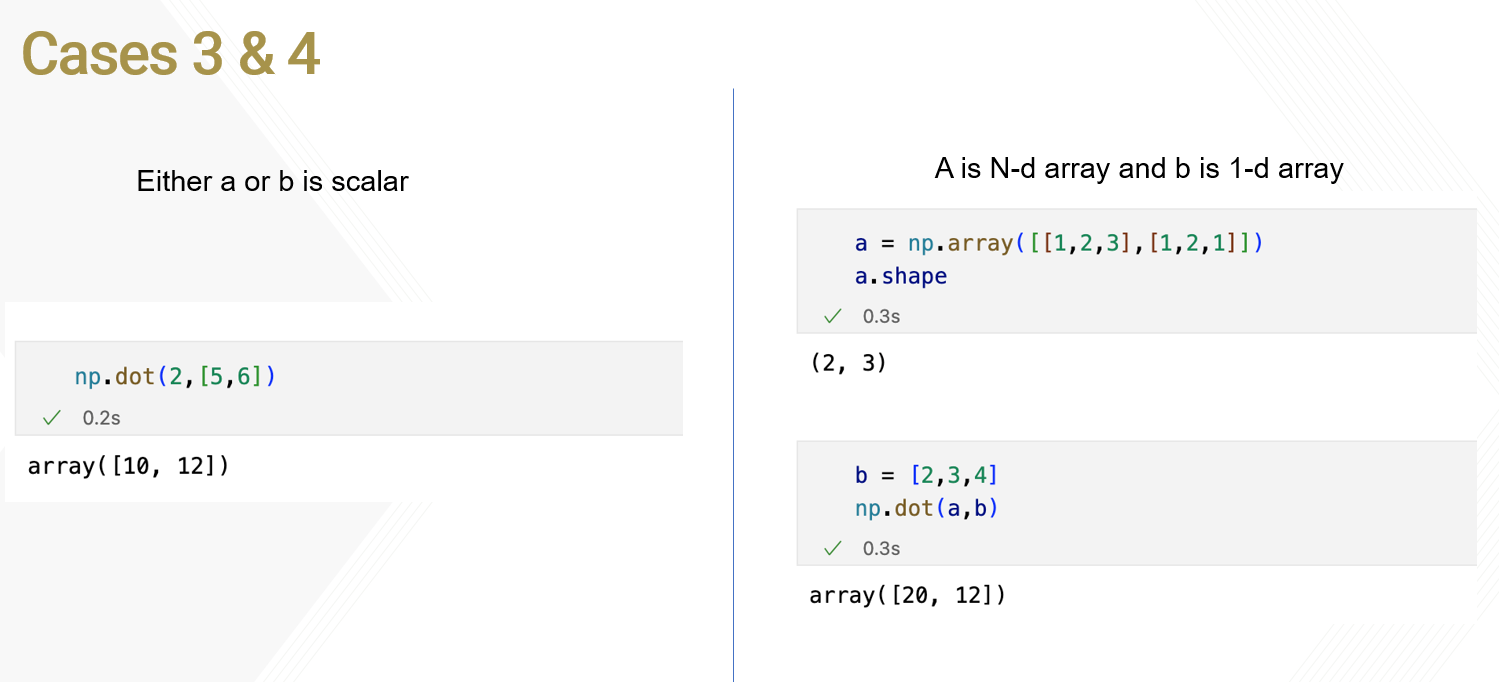 Cases 3 & 4
Either a or b is scalar
np.dot(2,[5,6])
0.2s
array([10, 12])
A is N-d array and b is 1-d array
a = np.array([[1,2,3],[1,2,1]])
a.shape
0.3s
(2, 3)
b = [2,3,4]
np.dot(a,b)
0.3s
array([20, 12])